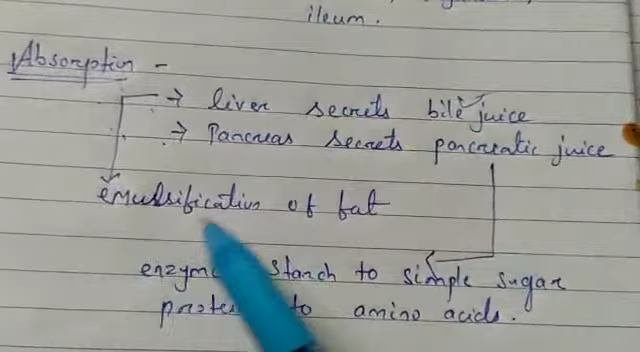 ileum.
Absorption -
→ liver secrets bile juice
→ Pancreas secrets pancreatic juice
emulsification of fat
starch to simple sugar
to amino acids.